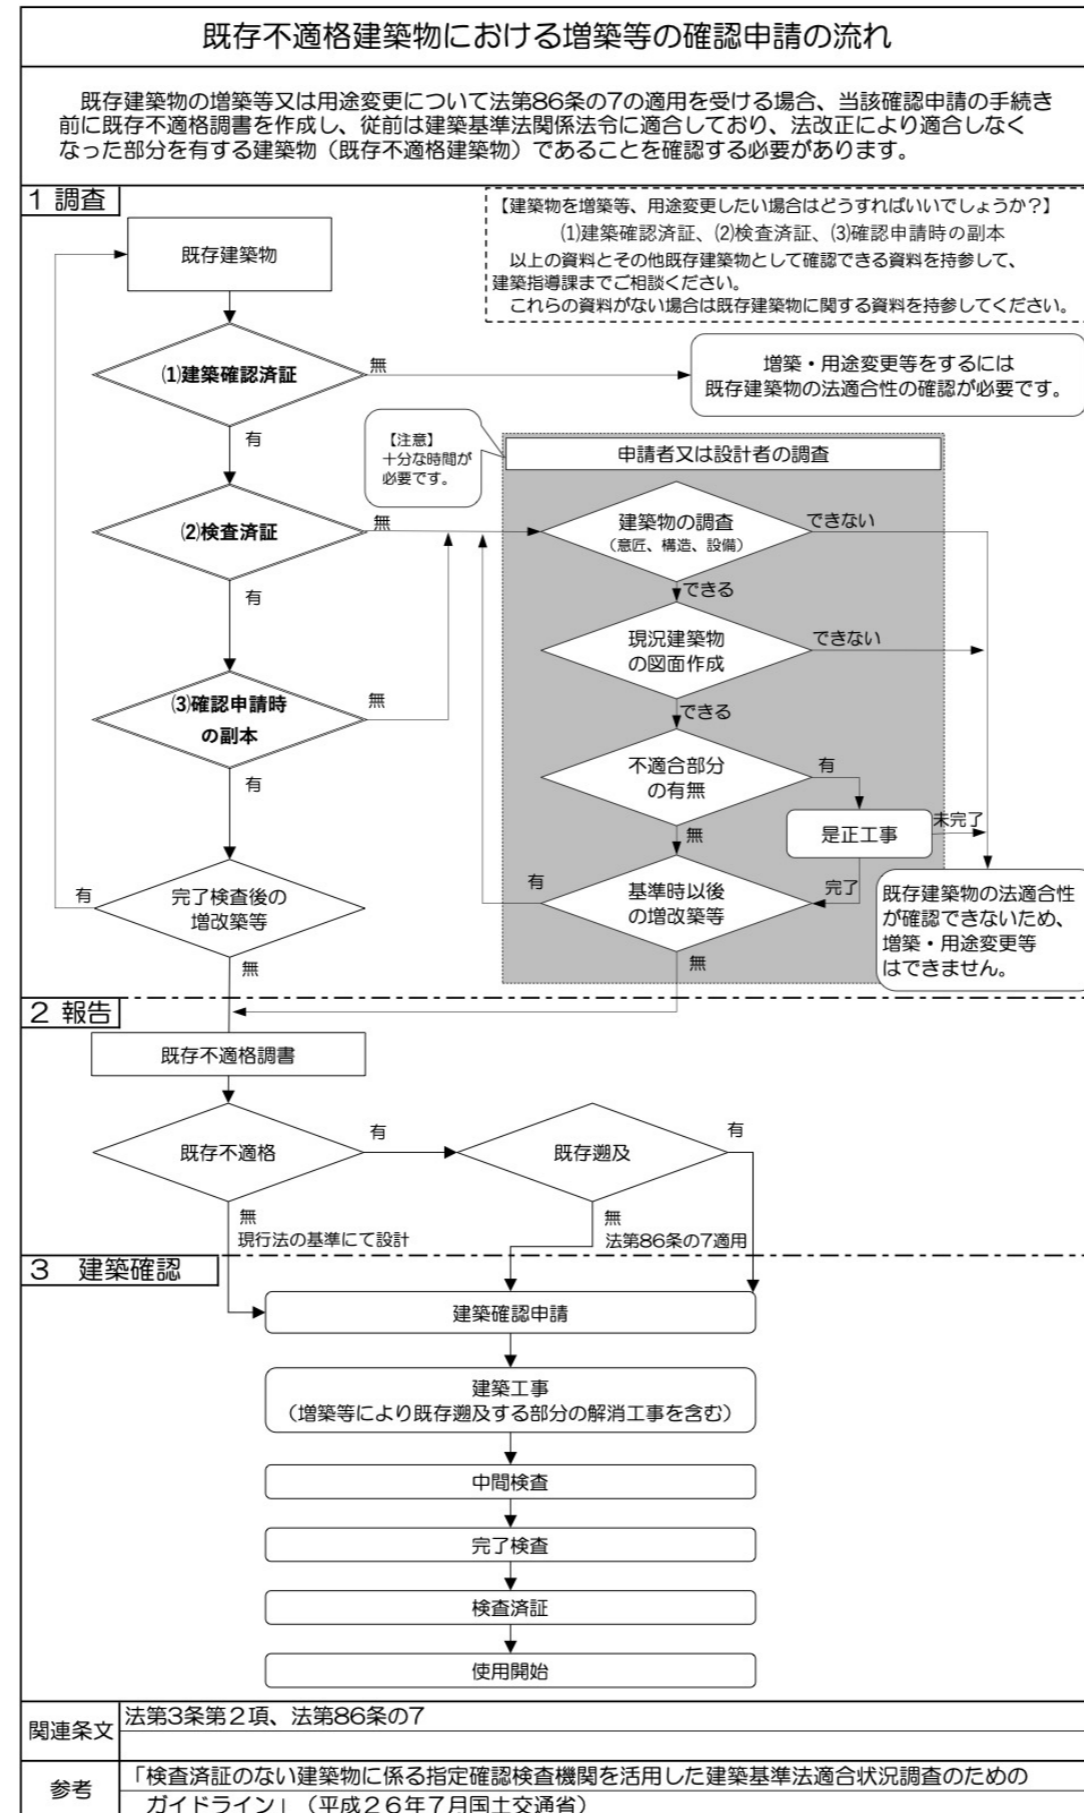 既存不適格建築物における増築等の確認申請の流れ
既存建築物の増築等又は用途変更について法第86条の7の適用を受ける場合、当該確認申請の手続き
前に既存不適格調書を作成し、従前は建築基準法関係法令に適合しており、法改正により適合しなく
なった部分を有する建築物（既存不適格建築物）であることを確認する必要があります。
1 調査
【建築物を増築等、用途変更したい場合はどうすればいいでしょうか？】
⑴建築確認済証、⑵検査済証、⑶確認申請時の副本
以上の資料とその他既存建築物として確認できる資料を持参して、
建築指導課までご相談ください。
これらの資料がない場合は既存建築物に関する資料を持参してください。
既存建築物
⑴建築確認済証
無
増築・用途変更等をするには
既存建築物の法適合性の確認が必要です。
有
【注意】
十分な時間が
必要です。
申請者又は設計者の調査
⑵検査済証
無
建築物の調査
（意匠、構造、設備）
できない
できる
有
現況建築物
の図面作成
できない
できる
⑶確認申請時
の副本
無
有
不適合部分
の有無
有
是正工事
未完了
無
完了
完了検査後の
増改築等
有
無
基準時以後
の増改築等
有
無
既存建築物の法適合性
が確認できないため、
増築・用途変更等
はできません。
2 報告
既存不適格調書
既存不適格
有
既存遡及
有
無
現行法の基準にて設計
無
法第86条の7適用
3 建築確認
建築確認申請
建築工事
（増築等により既存遡及する部分の解消工事を含む）
中間検査
完了検査
検査済証
使用開始
関連条文
法第3条第２項、法第86条の7
参考
「検査済証のない建築物に係る指定確認検査機関を活用した建築基準法適合状況調査のための
ガイドライン」（平成２６年７月国土交通省）